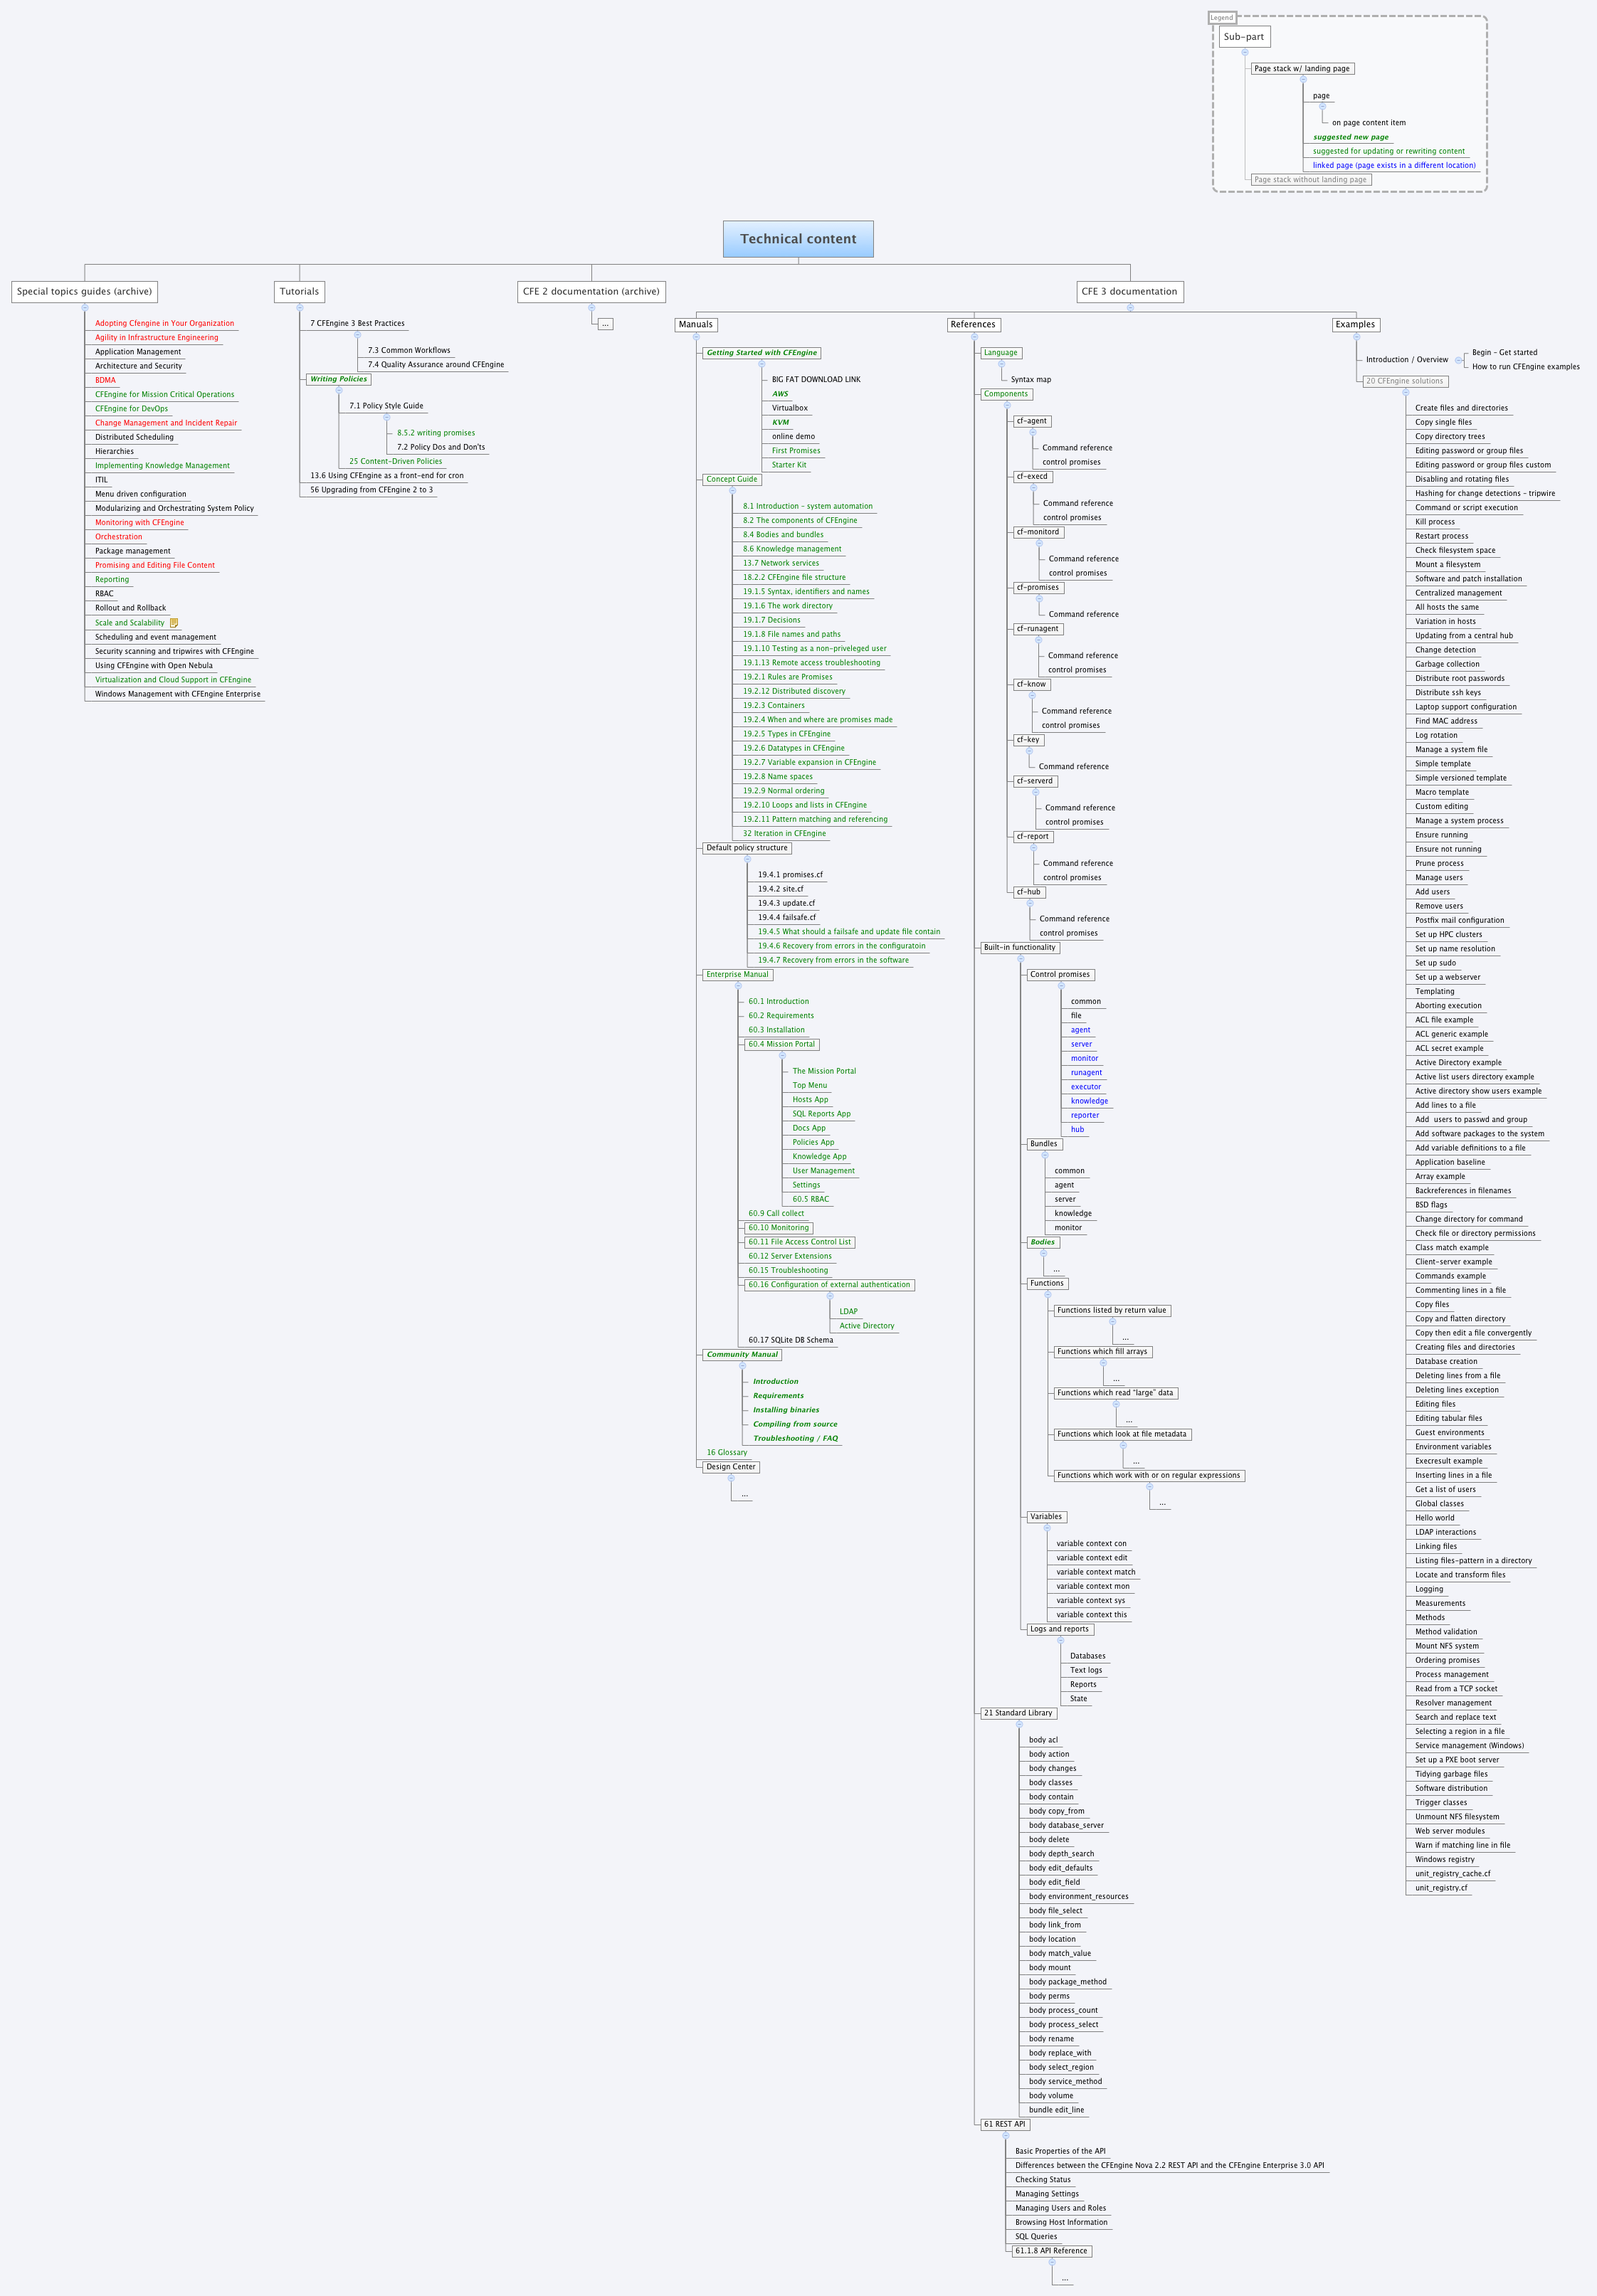 Legend
Sub-part
Page stack w/ landing page
page
on page content item
suggested new page
suggested for updating or rewriting content
linked page (page exists in a different location)
Page stack without landing page
Technical content
Special topics guides (archive)
Adopting Cfengine in Your Organization
Agility in Infrastructure Engineering
Application Management
Architecture and Security
BDMA
CFEngine for Mission Critical Operations
CFEngine for DevOps
Change Management and Incident Repair
Distributed Scheduling
Hierarchies
Implementing Knowledge Management
ITIL
Menu driven configuration
Modularizing and Orchestrating System Policy
Monitoring with CFEngine
Orchestration
Package management
Promising and Editing File Content
Reporting
RBAC
Rollout and Rollback
Scale and Scalability
Scheduling and event management
Security scanning and tripwires with CFEngine
Using CFEngine with Open Nebula
Virtualization and Cloud Support in CFEngine
Windows Management with CFEngine Enterprise
Tutorials
7 CFEngine 3 Best Practices
7.3 Common Workflows
7.4 Quality Assurance around CFEngine
Writing Policies
7.1 Policy Style Guide
8.5.2 writing promises
7.2 Policy Dos and Don'ts
25 Content-Driven Policies
13.6 Using CFEngine as a front-end for cron
56 Upgrading from CFEngine 2 to 3
CFE 2 documentation (archive)
...
CFE 3 documentation
Manuals
Getting Started with CFEngine
BIG FAT DOWNLOAD LINK
AWS
Virtualbox
KVM
online demo
First Promises
Starter Kit
Concept Guide
8.1 Introduction - system automation
8.2 The components of CFEngine
8.4 Bodies and bundles
8.6 Knowledge management
13.7 Network services
18.2.2 CFEngine file structure
19.1.5 Syntax, identifiers and names
19.1.6 The work directory
19.1.7 Decisions
19.1.8 File names and paths
19.1.10 Testing as a non-priveleged user
19.1.13 Remote access troubleshooting
19.2.1 Rules are Promises
19.2.12 Distributed discovery
19.2.3 Containers
19.2.4 When and where are promises made
19.2.5 Types in CFEngine
19.2.6 Datatypes in CFEngine
19.2.7 Variable expansion in CFEngine
19.2.8 Name spaces
19.2.9 Normal ordering
19.2.10 Loops and lists in CFEngine
19.2.11 Pattern matching and referencing
32 Iteration in CFEngine
Default policy structure
19.4.1 promises.cf
19.4.2 site.cf
19.4.3 update.cf
19.4.4 failsafe.cf
19.4.5 What should a failsafe and update file contain
19.4.6 Recovery from errors in the configuratoin
19.4.7 Recovery from errors in the software
Enterprise Manual
60.1 Introduction
60.2 Requirements
60.3 Installation
60.4 Mission Portal
The Mission Portal
Top Menu
Hosts App
SQL Reports App
Docs App
Policies App
Knowledge App
User Management
Settings
60.5 RBAC
60.9 Call collect
60.10 Monitoring
60.11 File Access Control List
60.12 Server Extensions
60.15 Troubleshooting
60.16 Configuration of external authentication
LDAP
Active Directory
60.17 SQLite DB Schema
Community Manual
Introduction
Requirements
Installing binaries
Compiling from source
Troubleshooting / FAQ
16 Glossary
Design Center
...
References
Language
Syntax map
Components
cf-agent
Command reference
control promises
cf-execd
Command reference
control promises
cf-monitord
Command reference
control promises
cf-promises
Command reference
cf-runagent
Command reference
control promises
cf-know
Command reference
control promises
cf-key
Command reference
cf-serverd
Command reference
control promises
cf-report
Command reference
control promises
cf-hub
Command reference
control promises
Built-in functionality
Control promises
common
file
agent
server
monitor
runagent
executor
knowledge
reporter
hub
Bundles
common
agent
server
knowledge
monitor
Bodies
...
Functions
Functions listed by return value
...
Functions which fill arrays
...
Functions which read "large" data
...
Functions which look at file metadata
...
Functions which work with or on regular expressions
...
Variables
variable context con
variable context edit
variable context match
variable context mon
variable context sys
variable context this
Logs and reports
Databases
Text logs
Reports
State
21 Standard Library
body acl
body action
body changes
body classes
body contain
body copy_from
body database_server
body delete
body depth_search
body edit_defaults
body edit_field
body environment_resources
body file_select
body link_from
body location
body match_value
body mount
body package_method
body perms
body process_count
body process_select
body rename
body replace_with
body select_region
body service_method
body volume
bundle edit_line
61 REST API
Basic Properties of the API
Differences between the CFEngine Nova 2.2 REST API and the CFEngine Enterprise 3.0 API
Checking Status
Managing Settings
Managing Users and Roles
Browsing Host Information
SQL Queries
61.1.8 API Reference
...
Examples
Introduction / Overview
Begin - Get started
How to run CFEngine examples
20 CFEngine solutions
Create files and directories
Copy single files
Copy directory trees
Editing password or group files
Editing password or group files custom
Disabling and rotating files
Hashing for change detections - tripwire
Command or script execution
Kill process
Restart process
Check filesystem space
Mount a filesystem
Software and patch installation
Centralized management
All hosts the same
Variation in hosts
Updating from a central hub
Change detection
Garbage collection
Distribute root passwords
Distribute ssh keys
Laptop support configuration
Find MAC address
Log rotation
Manage a system file
Simple template
Simple versioned template
Macro template
Custom editing
Manage a system process
Ensure running
Ensure not running
Prune process
Manage users
Add users
Remove users
Postfix mail configuration
Set up HPC clusters
Set up name resolution
Set up sudo
Set up a webserver
Templating
Aborting execution
ACL file example
ACL generic example
ACL secret example
Active Directory example
Active list users directory example
Active directory show users example
Add lines to a file
Add  users to passwd and group
Add software packages to the system
Add variable definitions to a file
Application baseline
Array example
Backreferences in filenames
BSD flags
Change directory for command
Check file or directory permissions
Class match example
Client-server example
Commands example
Commenting lines in a file
Copy files
Copy and flatten directory
Copy then edit a file convergently
Creating files and directories
Database creation
Deleting lines from a file
Deleting lines exception
Editing files
Editing tabular files
Guest environments
Environment variables
Execresult example
Inserting lines in a file
Get a list of users
Global classes
Hello world
LDAP interactions
Linking files
Listing files-pattern in a directory
Locate and transform files
Logging
Measurements
Methods
Method validation
Mount NFS system
Ordering promises
Process management
Read from a TCP socket
Resolver management
Search and replace text
Selecting a region in a file
Service management (Windows)
Set up a PXE boot server
Tidying garbage files
Software distribution
Trigger classes
Unmount NFS filesystem
Web server modules
Warn if matching line in file
Windows registry
unit_registry_cache.cf
unit_registry.cf